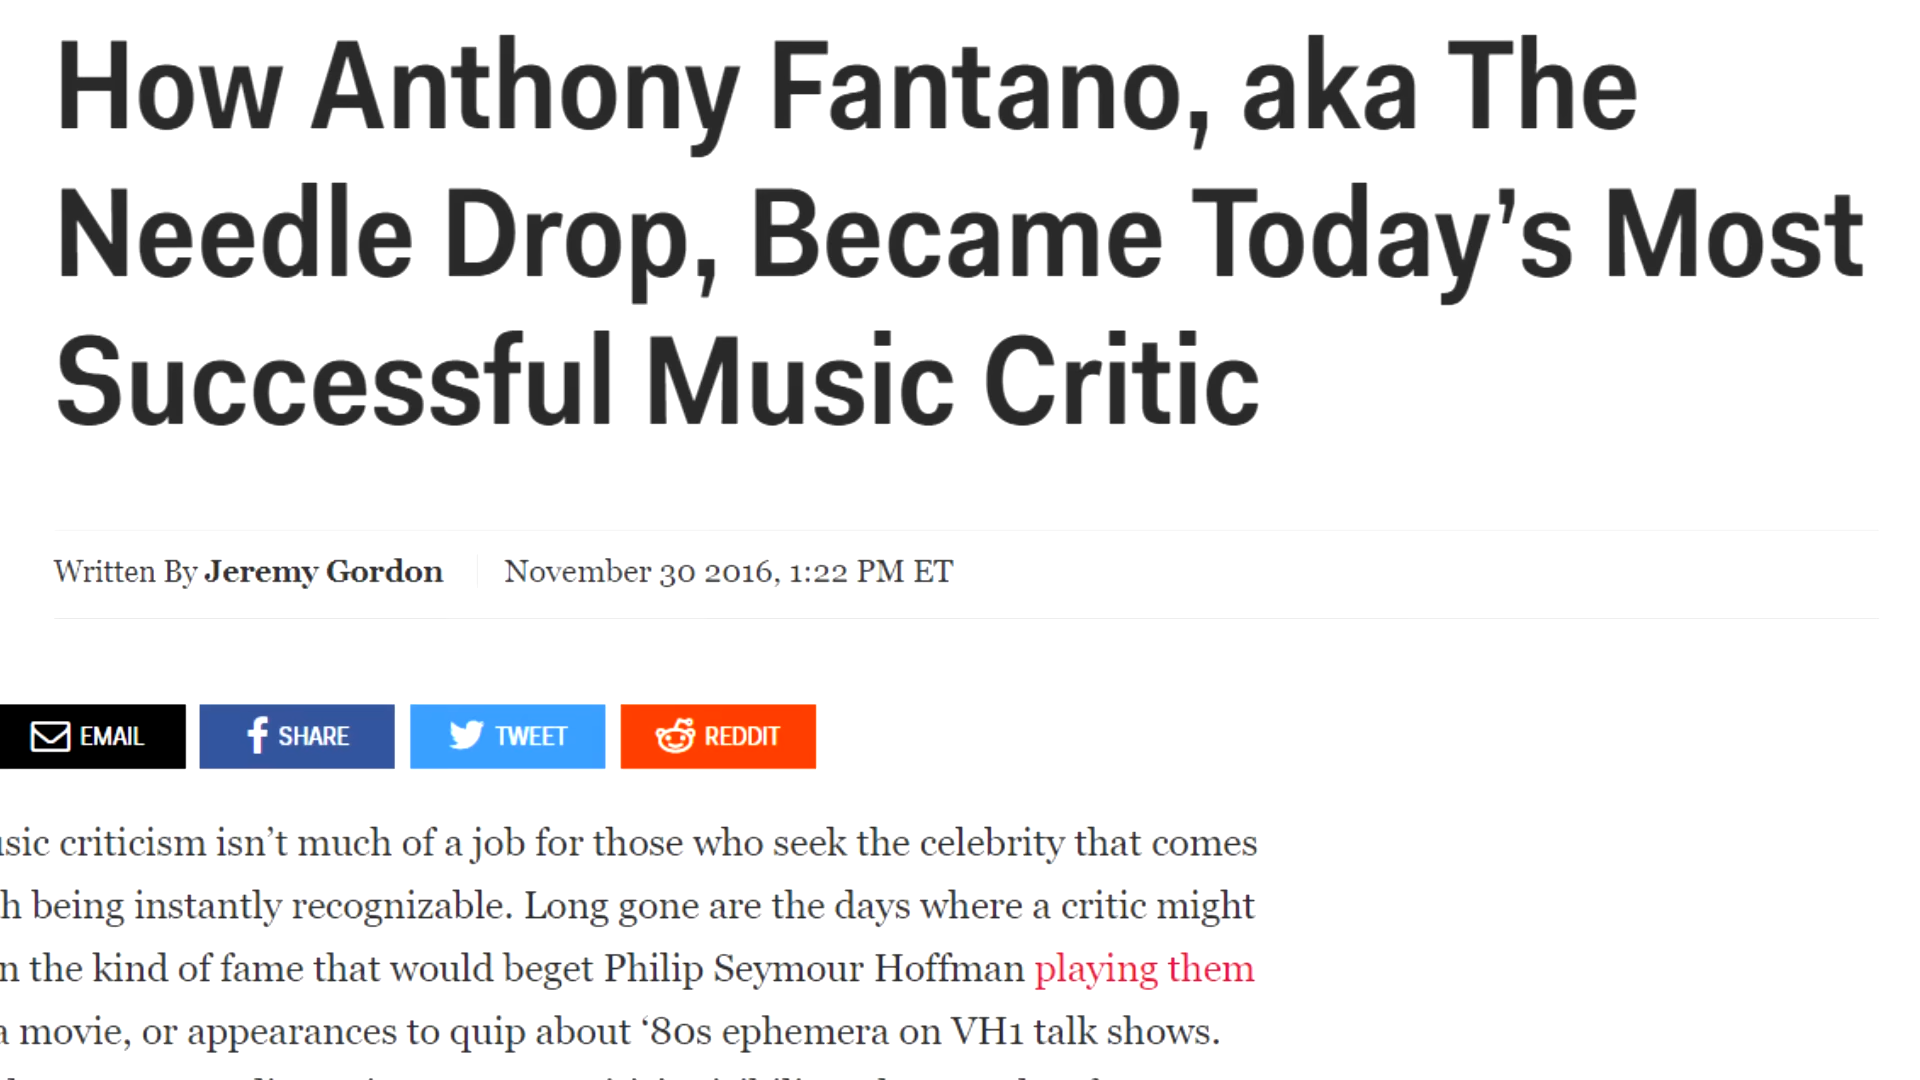 How Anthony Fantano, aka The
Needle Drop, Became Today’s Most
Successful Music Critic
Written By Jeremy Gordon November 30 2016, 1:22 PM ET
EMAIL SHARE TWEET REDDIT
criticism isn’t much of a job for those who seek the celebrity that comes
being instantly recognizable. Long gone are the days where a critic might
the kind of fame that would beget Philip Seymour Hoffman playing them
a movie, or appearances to quip about ‘80s ephemera on VH1 talk shows.